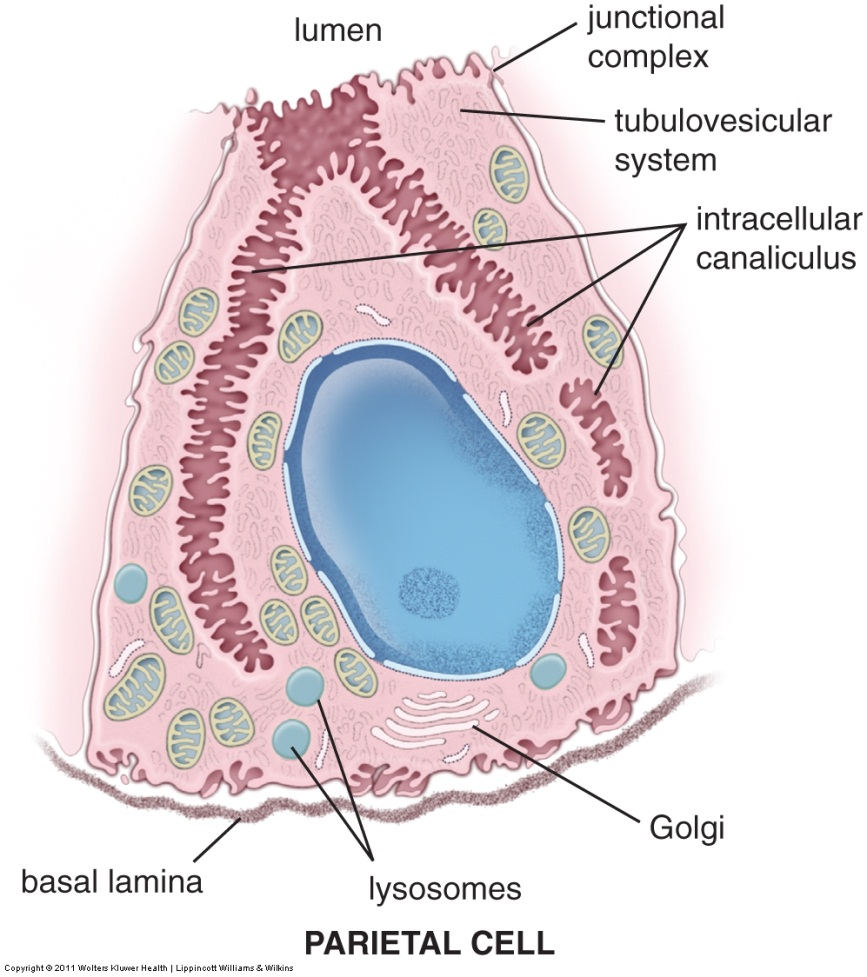 lumen
junctional
complex
tubulovesicular
system
intracellular
canaliculus
Golgi
basal lamina
lysosomes
PARIETAL CELL
Copyright © 2011 Wolters Kluwer Health | Lippincott Williams & Wilkins